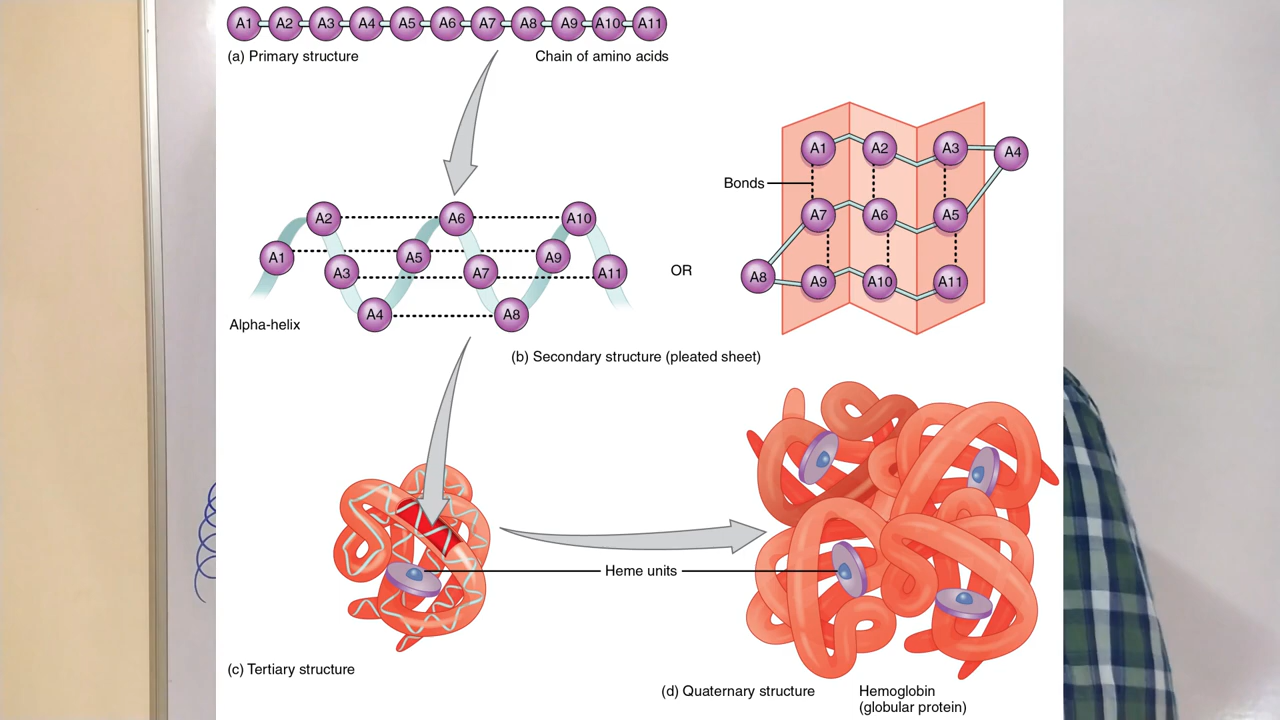 A1 A2 A3 A4 A5 A6 A7 A8 A9 A10 A11
(a) Primary structure
Chain of amino acids
A2 A6 A10
A1 A5 A9
A3 A7 A11
A4 A8
Alpha-helix
OR
A1 A2 A3 A4
Bonds
A7 A6 A5
A8 A9 A10 A11
(b) Secondary structure (pleated sheet)
Heme units
(c) Tertiary structure
(d) Quaternary structure
Hemoglobin
(globular protein)